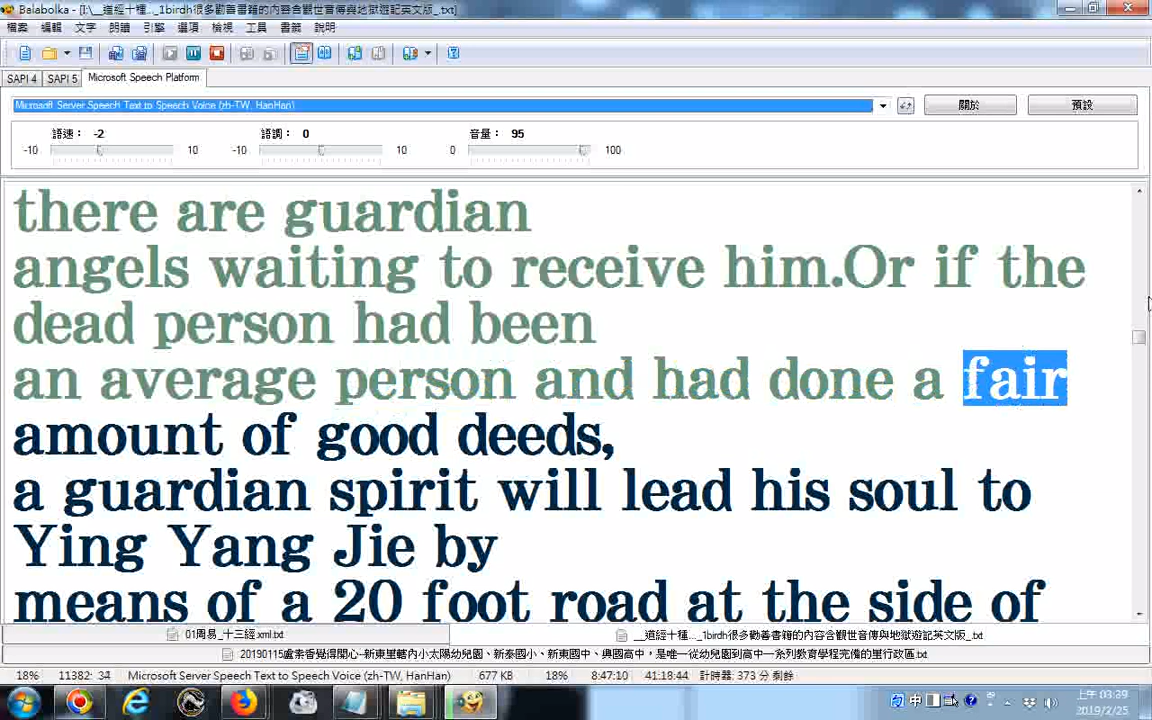 Balabolka - [I:\__道經十種..._1birdh很多勸善書籍的內容含觀世音傳與地獄遊記英文版_.txt]
檔案 編輯 文字 朗讀 引擎 選項 檢視 工具 書籤 說明
SAPI 4 SAPI 5 Microsoft Speech Platform
Microsoft Server Speech Text to Speech Voice (zh-TW, HanHan)
關於 預設
語速： -2 語調： 0 音量： 95
-10 10 -10 10 0 100
there are guardian
angels waiting to receive him.Or if the
dead person had been
an average person and had done a fair
amount of good deeds,
a guardian spirit will lead his soul to
Ying Yang Jie by
means of a 20 foot road at the side of
01周易_十三經.xml.txt __道經十種..._1birdh很多勸善書籍的內容含觀世音傳與地獄遊記英文版_.txt
20190115盧素香覺得開心-新東里轄內小太陽幼兒園、新泰國小、新東國中、興國高中，是唯一從幼兒園到高中一系列教育學程完備的里行政區.txt
18% 11382: 34 Microsoft Server Speech Text to Speech Voice (zh-TW, HanHan) 677 KB 18% 8:47:10 41:18:44 計時器: 373 分 剩餘
中 上午 03:39
2019/2/25